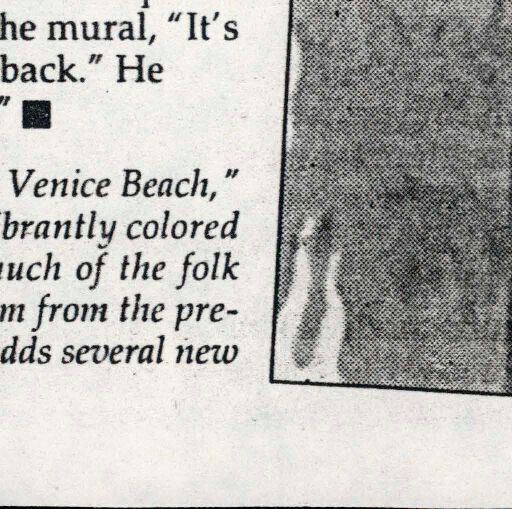 he mural, “It’s
back.” He
” ■
Venice Beach,”
brantly colored
uch of the folk
m from the pre-
dds several new